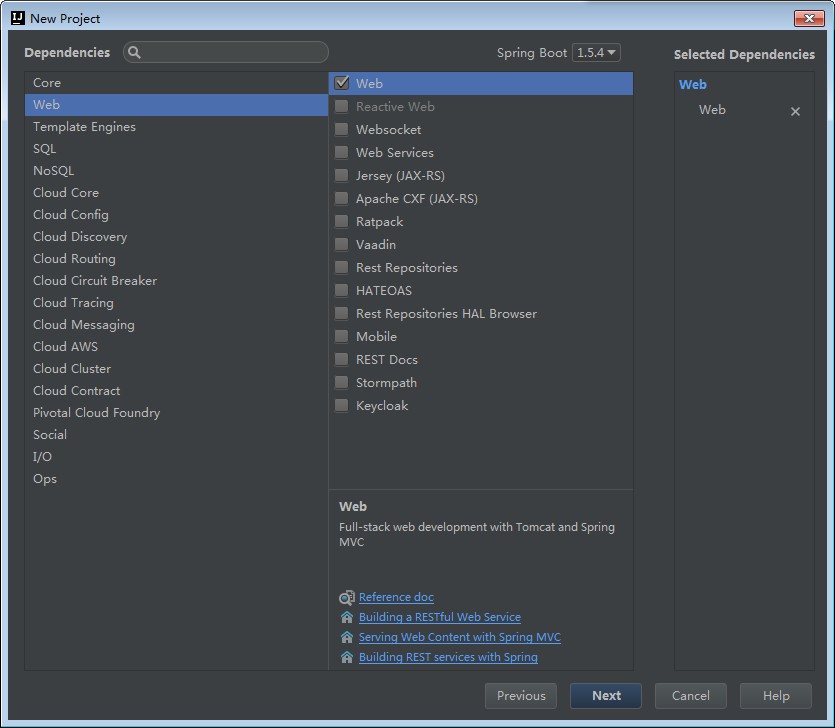 New Project
Dependencies
Spring Boot 1.5.4
Selected Dependencies
Core
Web
Template Engines
SQL
NoSQL
Cloud Core
Cloud Config
Cloud Discovery
Cloud Routing
Cloud Circuit Breaker
Cloud Tracing
Cloud Messaging
Cloud AWS
Cloud Cluster
Cloud Contract
Pivotal Cloud Foundry
Social
I/O
Ops
Web
Reactive Web
Websocket
Web Services
Jersey (JAX-RS)
Apache CXF (JAX-RS)
Ratpack
Vaadin
Rest Repositories
HATEOAS
Rest Repositories HAL Browser
Mobile
REST Docs
Stormpath
Keycloak
Web
Full-stack web development with Tomcat and Spring
MVC
Reference doc
Building a RESTful Web Service
Serving Web Content with Spring MVC
Building REST services with Spring
Web
Web
Previous
Next
Cancel
Help